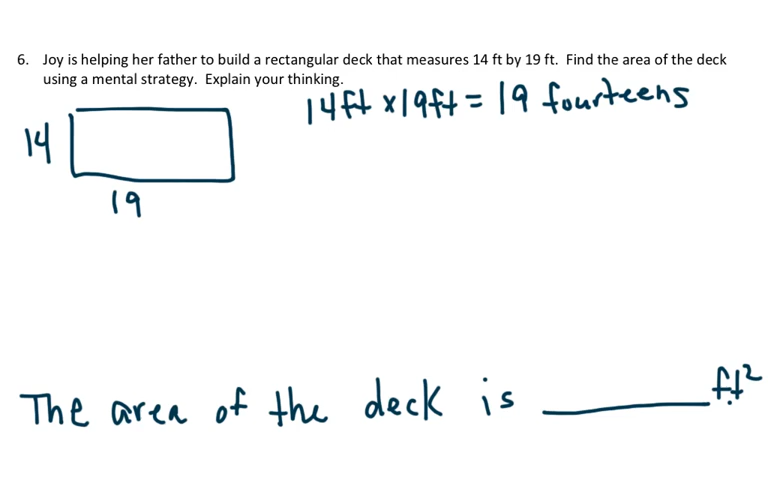 6. Joy is helping her father to build a rectangular deck that measures 14 ft by 19 ft. Find the area of the deck
using a mental strategy. Explain your thinking.
14ft x19ft = 19 fourteens
14
19
The area of the deck is ______ ft²